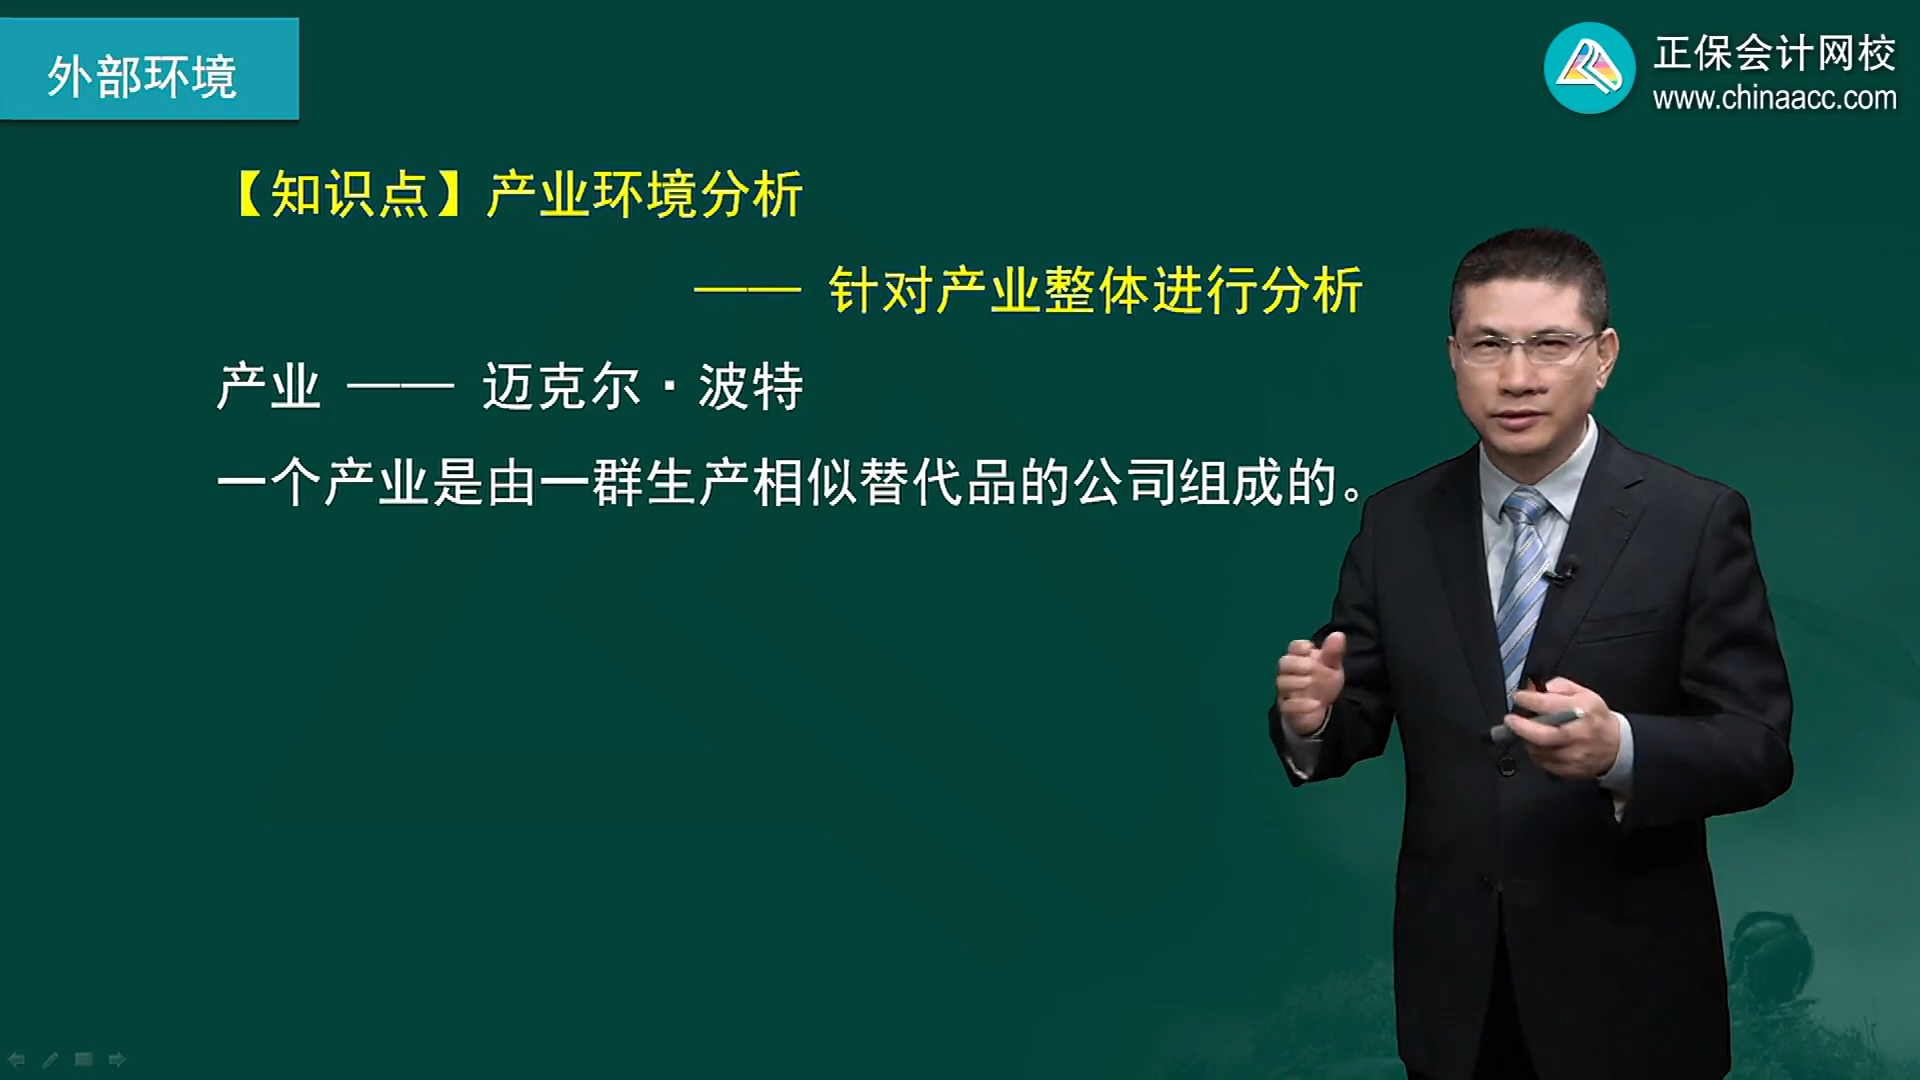 外部环境
正保会计网校
www.chinaacc.com
【知识点】产业环境分析
—— 针对产业整体进行分析
产业 —— 迈克尔·波特
一个产业是由一群生产相似替代品的公司组成的。